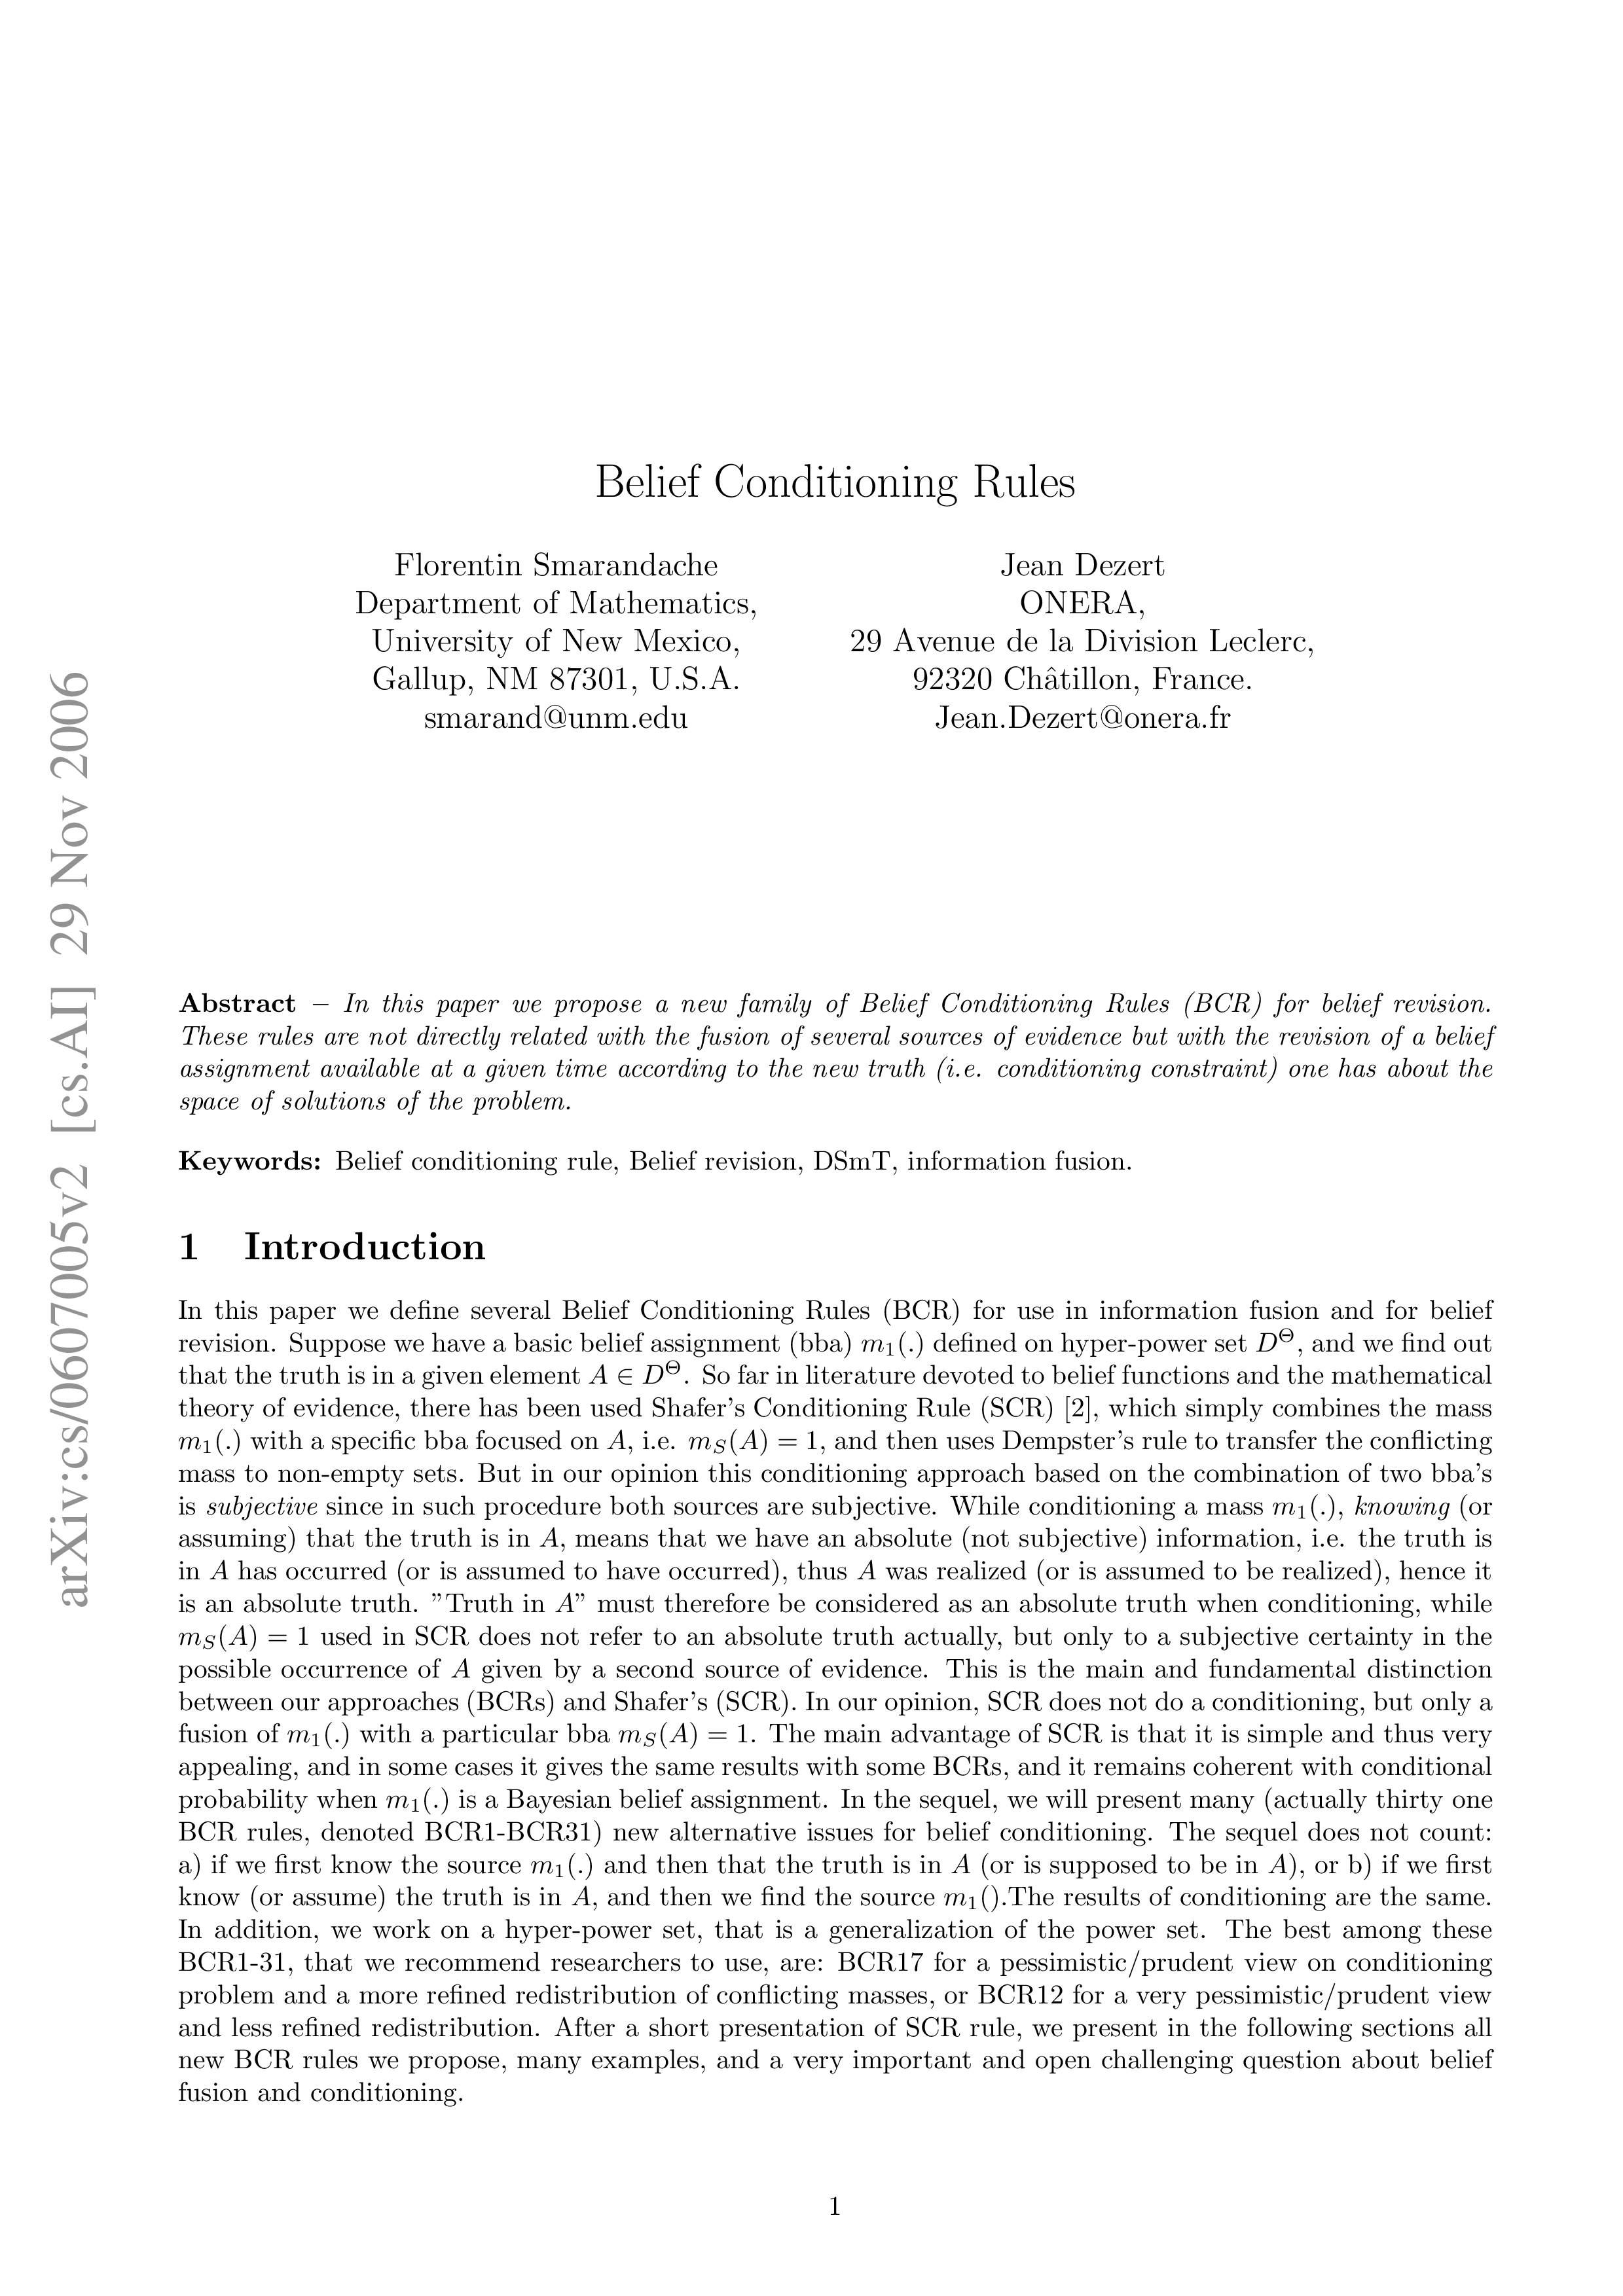 Belief Conditioning Rules
Florentin Smarandache
Department of Mathematics,
University of New Mexico,
Gallup, NM 87301, U.S.A.
smarand@unm.edu
Jean Dezert
ONERA,
29 Avenue de la Division Leclerc,
92320 Châtillon, France.
Jean.Dezert@onera.fr
arXiv:cs/0607005v2 [cs.AI] 29 Nov 2006
Abstract – In this paper we propose a new family of Belief Conditioning Rules (BCR) for belief revision.
These rules are not directly related with the fusion of several sources of evidence but with the revision of a belief
assignment available at a given time according to the new truth (i.e. conditioning constraint) one has about the
space of solutions of the problem.
Keywords: Belief conditioning rule, Belief revision, DSmT, information fusion.
1 Introduction
In this paper we define several Belief Conditioning Rules (BCR) for use in information fusion and for belief
revision. Suppose we have a basic belief assignment (bba) m₁(.) defined on hyper-power set D^Θ, and we find out
that the truth is in a given element A ∈ D^Θ. So far in literature devoted to belief functions and the mathematical
theory of evidence, there has been used Shafer's Conditioning Rule (SCR) [2], which simply combines the mass
m₁(.) with a specific bba focused on A, i.e. m_S(A) = 1, and then uses Dempster's rule to transfer the conflicting
mass to non-empty sets. But in our opinion this conditioning approach based on the combination of two bba's
is subjective since in such procedure both sources are subjective. While conditioning a mass m₁(.), knowing (or
assuming) that the truth is in A, means that we have an absolute (not subjective) information, i.e. the truth is
in A has occurred (or is assumed to have occurred), thus A was realized (or is assumed to be realized), hence it
is an absolute truth. ”Truth in A” must therefore be considered as an absolute truth when conditioning, while
m_S(A) = 1 used in SCR does not refer to an absolute truth actually, but only to a subjective certainty in the
possible occurrence of A given by a second source of evidence. This is the main and fundamental distinction
between our approaches (BCRs) and Shafer's (SCR). In our opinion, SCR does not do a conditioning, but only a
fusion of m₁(.) with a particular bba m_S(A) = 1. The main advantage of SCR is that it is simple and thus very
appealing, and in some cases it gives the same results with some BCRs, and it remains coherent with conditional
probability when m₁(.) is a Bayesian belief assignment. In the sequel, we will present many (actually thirty one
BCR rules, denoted BCR1-BCR31) new alternative issues for belief conditioning. The sequel does not count:
a) if we first know the source m₁(.) and then that the truth is in A (or is supposed to be in A), or b) if we first
know (or assume) the truth is in A, and then we find the source m₁().The results of conditioning are the same.
In addition, we work on a hyper-power set, that is a generalization of the power set. The best among these
BCR1-31, that we recommend researchers to use, are: BCR17 for a pessimistic/prudent view on conditioning
problem and a more refined redistribution of conflicting masses, or BCR12 for a very pessimistic/prudent view
and less refined redistribution. After a short presentation of SCR rule, we present in the following sections all
new BCR rules we propose, many examples, and a very important and open challenging question about belief
fusion and conditioning.
1